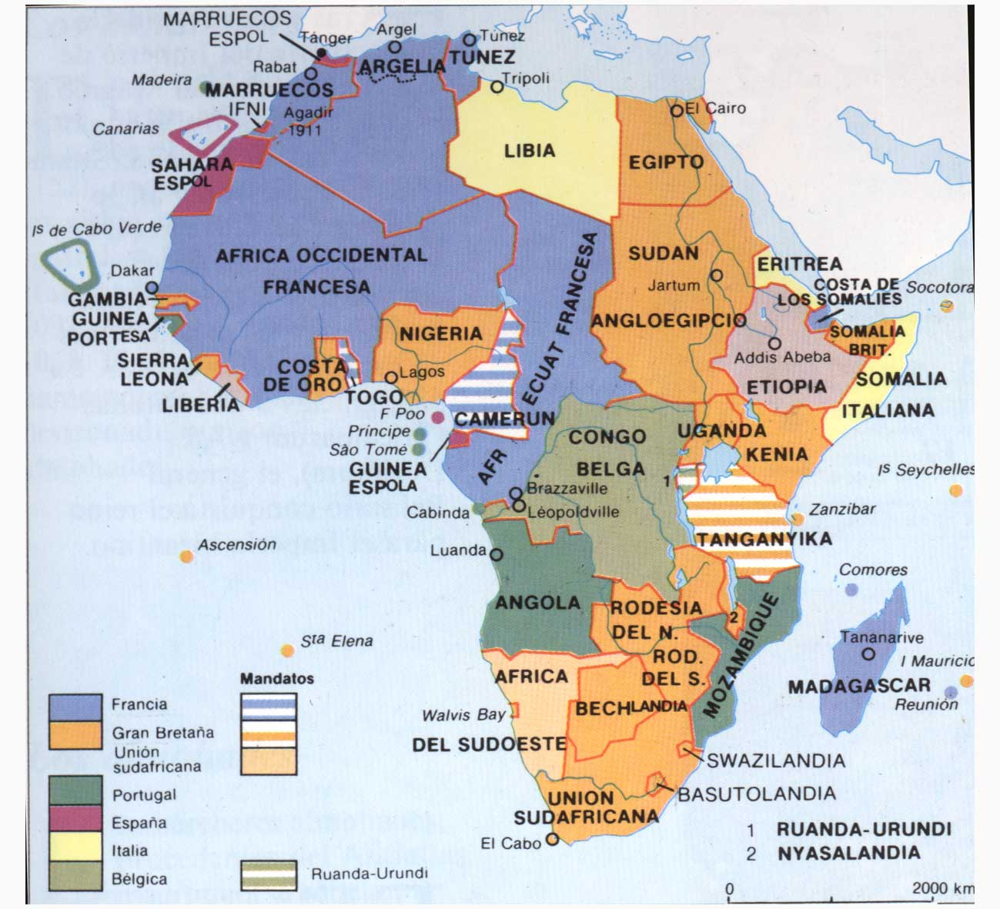 MARRUECOS
ESPOL
Tánger
Argel
Túnez
Rabat
ARGELIA
TUNEZ
Madeira
MARRUECOS
Tripoli
IFNI
Agadir
1911
El Cairo
Canarias
LIBIA
EGIPTO
SAHARA
ESPOL
Is de Cabo Verde
AFRICA OCCIDENTAL
FRANCESA
SUDAN
ERITREA
Dakar
Jartum
COSTA DE
LOS SOMALIES
Socotora
GAMBIA
GUINEA
PORTESA
NIGERIA
ANGLOEGIPCIO
SOMALIA
BRIT.
SIERRA
LEONA
COSTA
DE ORO
Lagos
Addis Abeba
ETIOPIA
SOMALIA
ITALIANA
LIBERIA
TOGO
F Poo
CAMERUN
AFR ECUAT FRANCESA
Principe
São Tomé
CONGO
BELGA
UGANDA
KENIA
GUINEA
ESPOLA
1
Is Seychelles
Brazzaville
Cabinda
Léopoldville
Zanzibar
TANGANYIKA
Ascensión
Luanda
Comores
ANGOLA
RODESIA
DEL N.
2
MOZAMBIQUE
Sta Elena
Tananarive
ROD.
DEL S.
I Mauricio
AFRICA
DEL SUDOESTE
MADAGASCAR
BECHLANDIA
Reunión
Walvis Bay
SWAZILANDIA
BASUTOLANDIA
UNION
SUDAFRICANA
El Cabo
Mandatos
Francia
Gran Bretaña
Unión
sudafricana
Portugal
España
Italia
Bélgica
Ruanda-Urundi
1 RUANDA-URUNDI
2 NYASALANDIA
0 2000 km